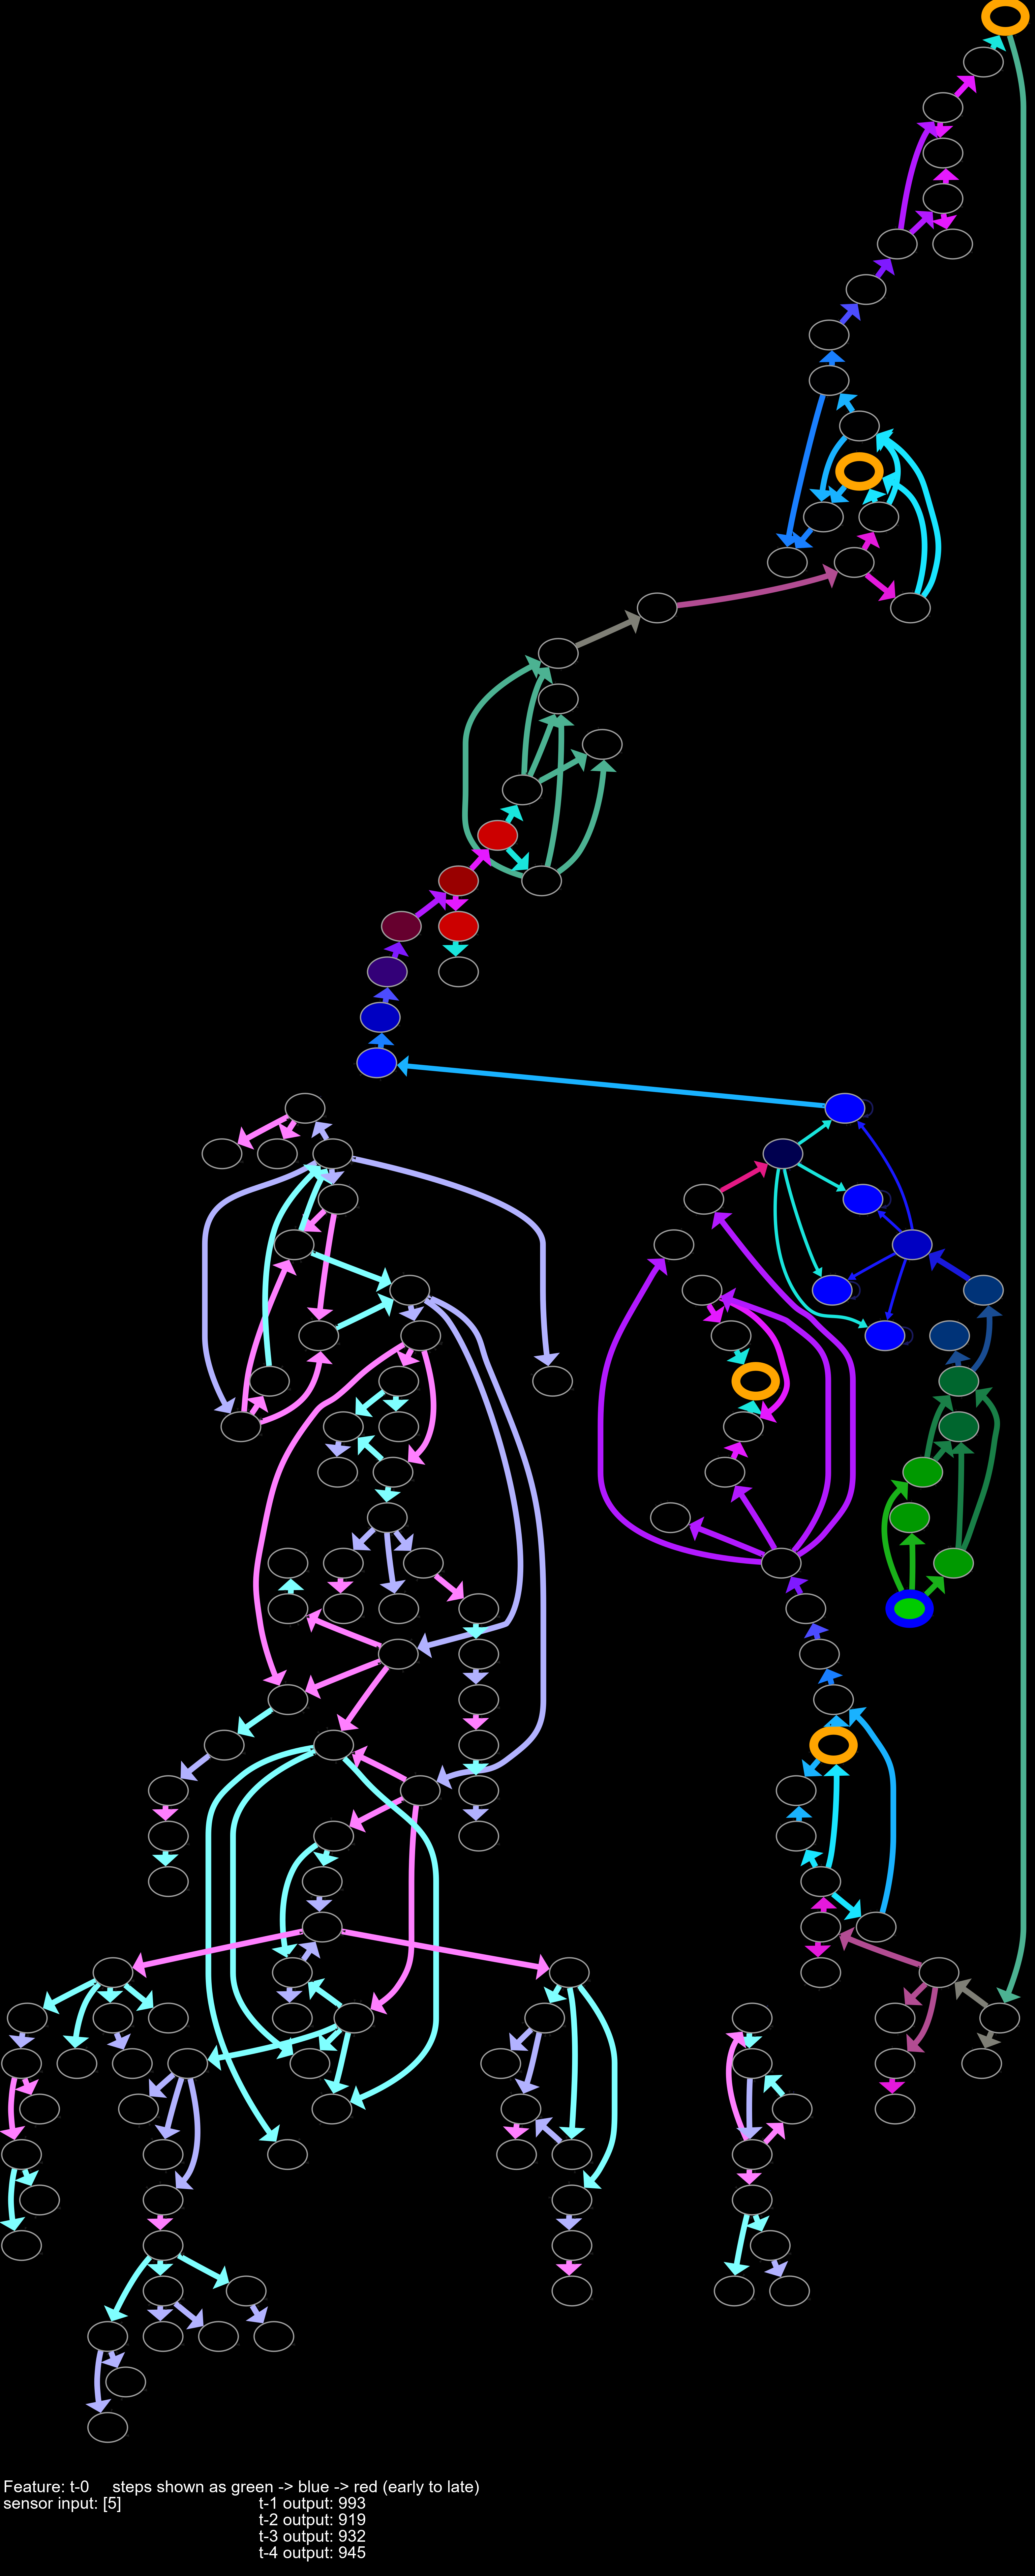 Feature: t-0     steps shown as green -> blue -> red (early to late)
sensor input: [5]     t-1 output: 993
t-2 output: 919
t-3 output: 932
t-4 output: 945